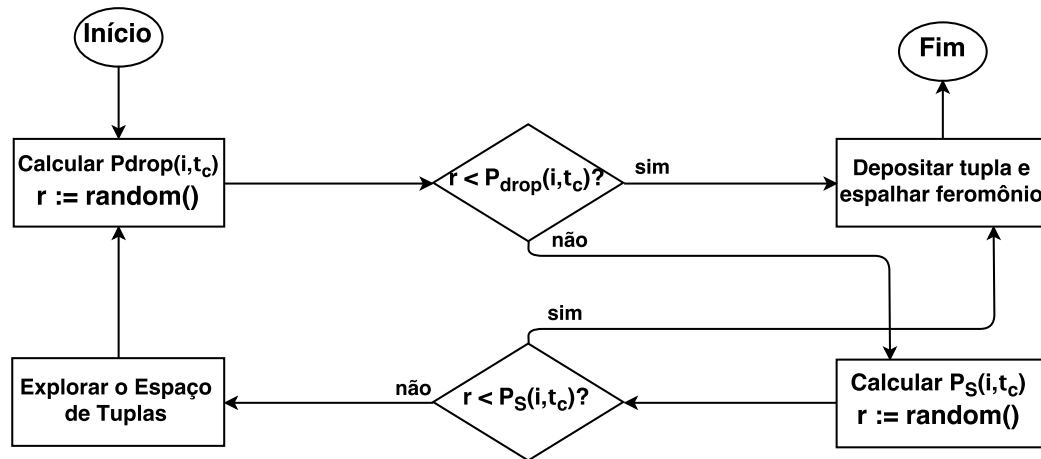 Início
Fim
Calcular Pdrop(i,tc)
r := random()
r < Pdrop(i,tc)?
sim
Depositar tupla e
espalhar feromônio
não
sim
Explorar o Espaço
de Tuplas
não
r < PS(i,tc)?
Calcular PS(i,tc)
r := random()